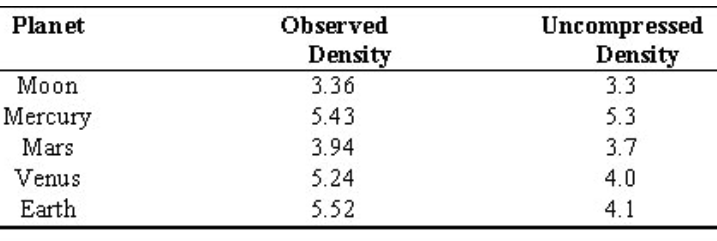 Planet Observed Uncompressed
Density Density
Moon 3.36 3.3
Mercury 5.43 5.3
Mars 3.94 3.7
Venus 5.24 4.0
Earth 5.52 4.1